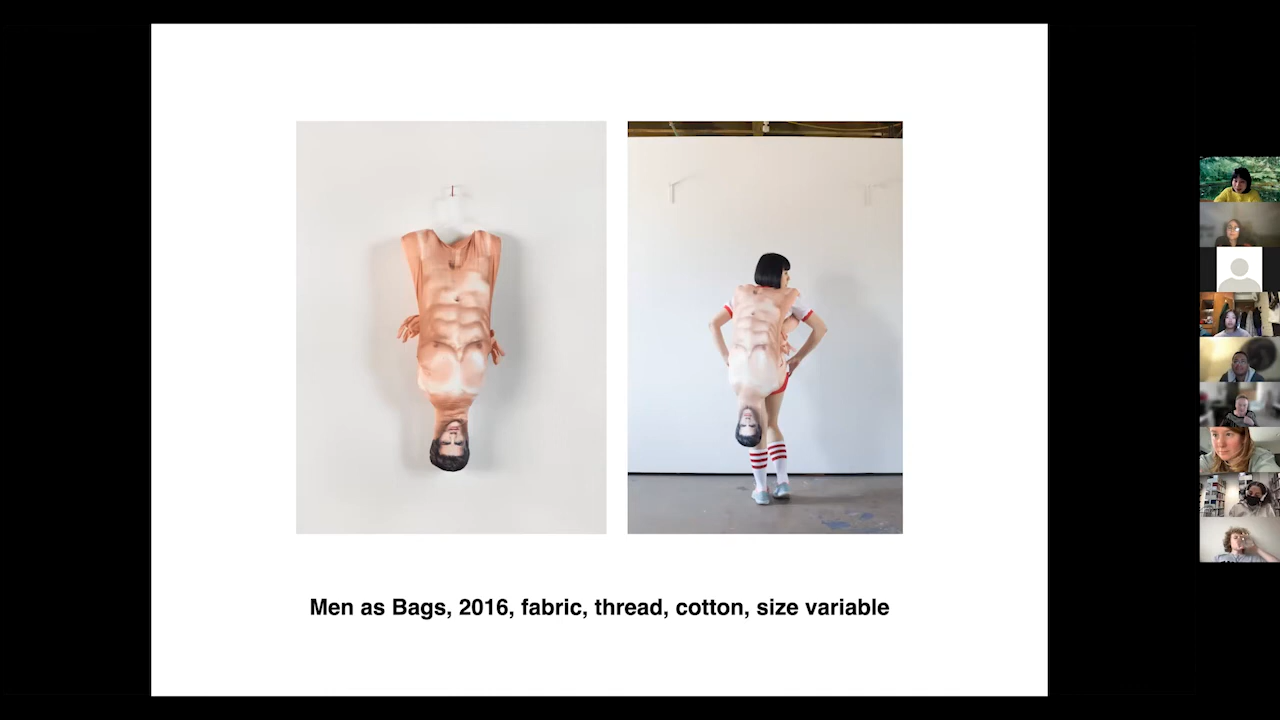 Men as Bags, 2016, fabric, thread, cotton, size variable